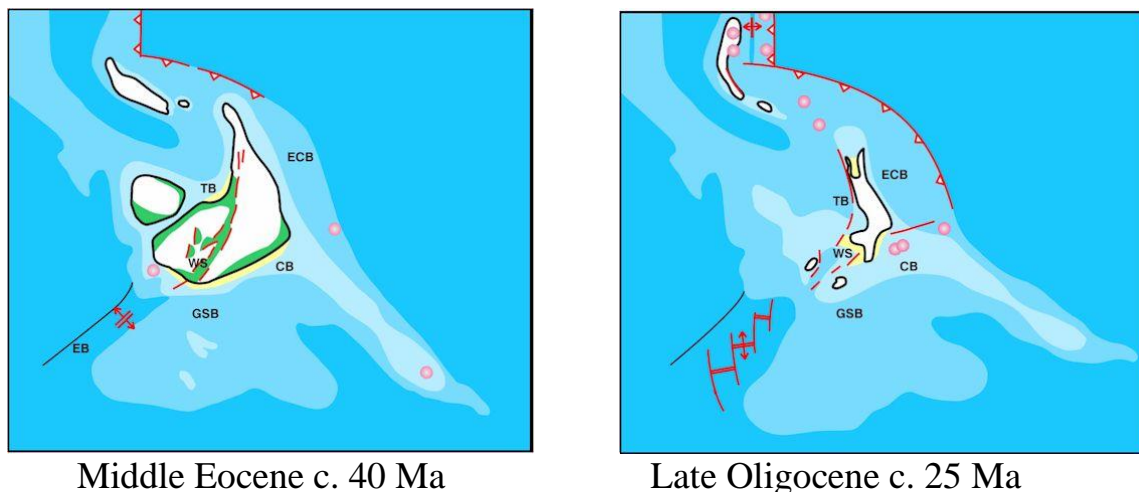 ECB
TB
WS
CB
GSB
EB
ECB
TB
WS
CB
GSB
EB
Middle Eocene c. 40 Ma
Late Oligocene c. 25 Ma